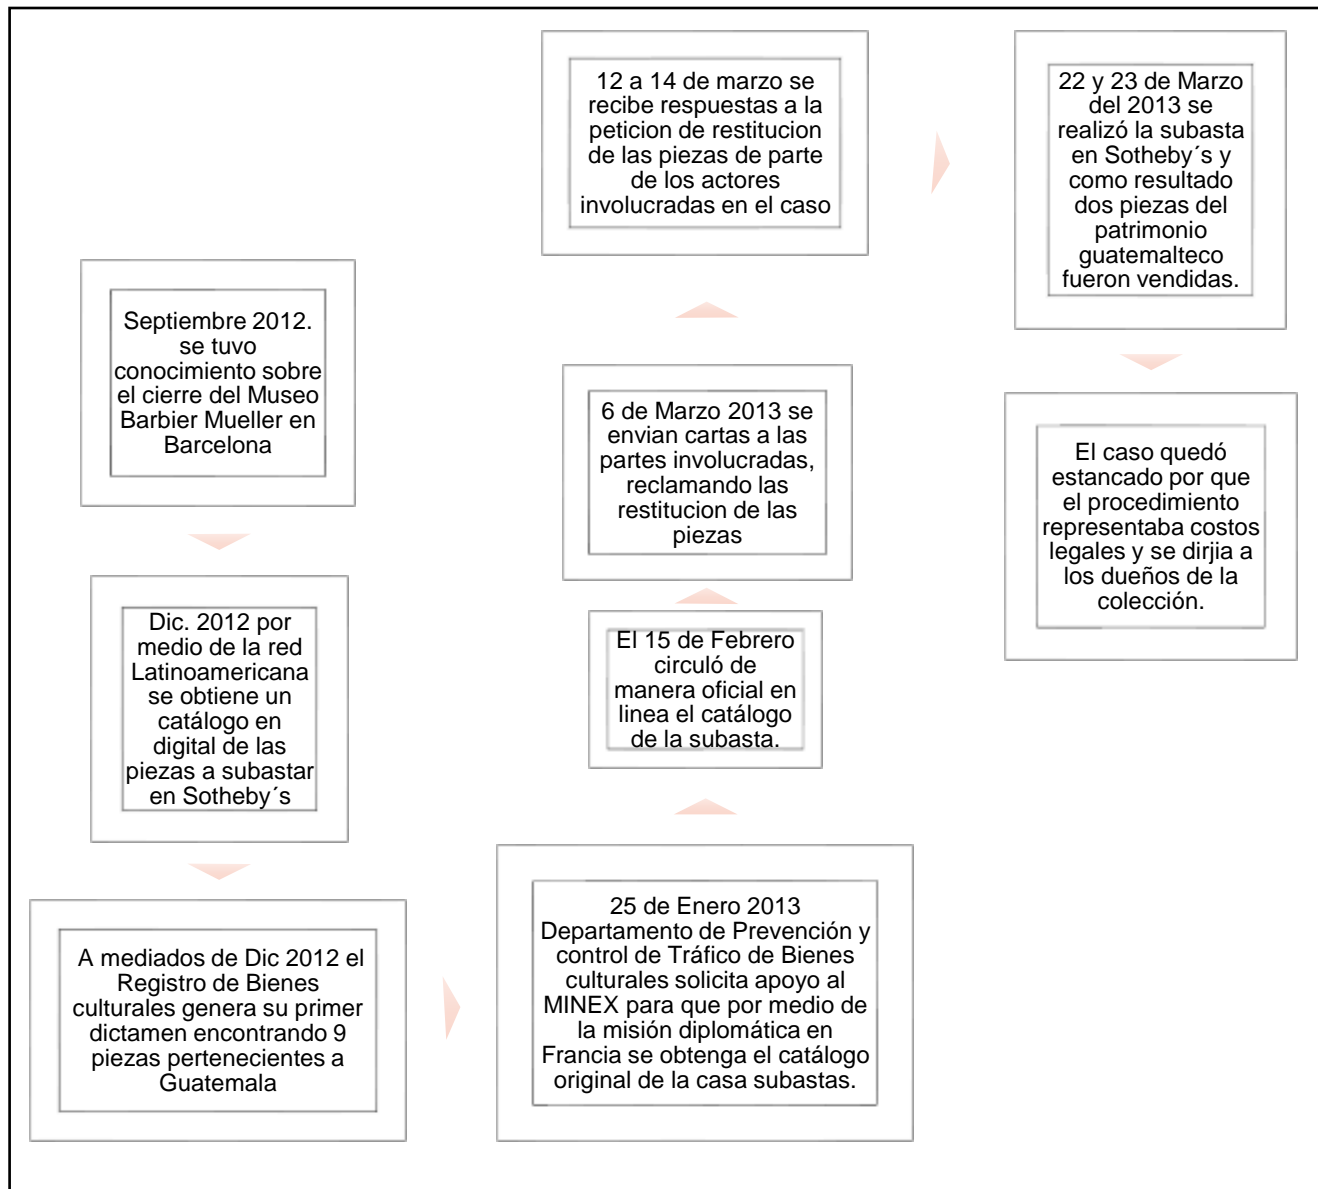 Septiembre 2012.
se tuvo
conocimiento sobre
el cierre del Museo
Barbier Mueller en
Barcelona
Dic. 2012 por
medio de la red
Latinoamericana
se obtiene un
catálogo en
digital de las
piezas a subastar
en Sotheby´s
A mediados de Dic 2012 el
Registro de Bienes
culturales genera su primer
dictamen encontrando 9
piezas pertenecientes a
Guatemala
25 de Enero 2013
Departamento de Prevención y
control de Tráfico de Bienes
culturales solicita apoyo al
MINEX para que por medio de
la misión diplomática en
Francia se obtenga el catálogo
original de la casa subastas.
El 15 de Febrero
circuló de
manera oficial en
linea el catálogo
de la subasta.
6 de Marzo 2013 se
envian cartas a las
partes involucradas,
reclamando las
restitucion de las
piezas
12 a 14 de marzo se
recibe respuestas a la
peticion de restitucion
de las piezas de parte
de los actores
involucradas en el caso
22 y 23 de Marzo
del 2013 se
realizó la subasta
en Sotheby´s y
como resultado
dos piezas del
patrimonio
guatemalteco
fueron vendidas.
El caso quedó
estancado por que
el procedimiento
representaba costos
legales y se dirjia a
los dueños de la
colección.